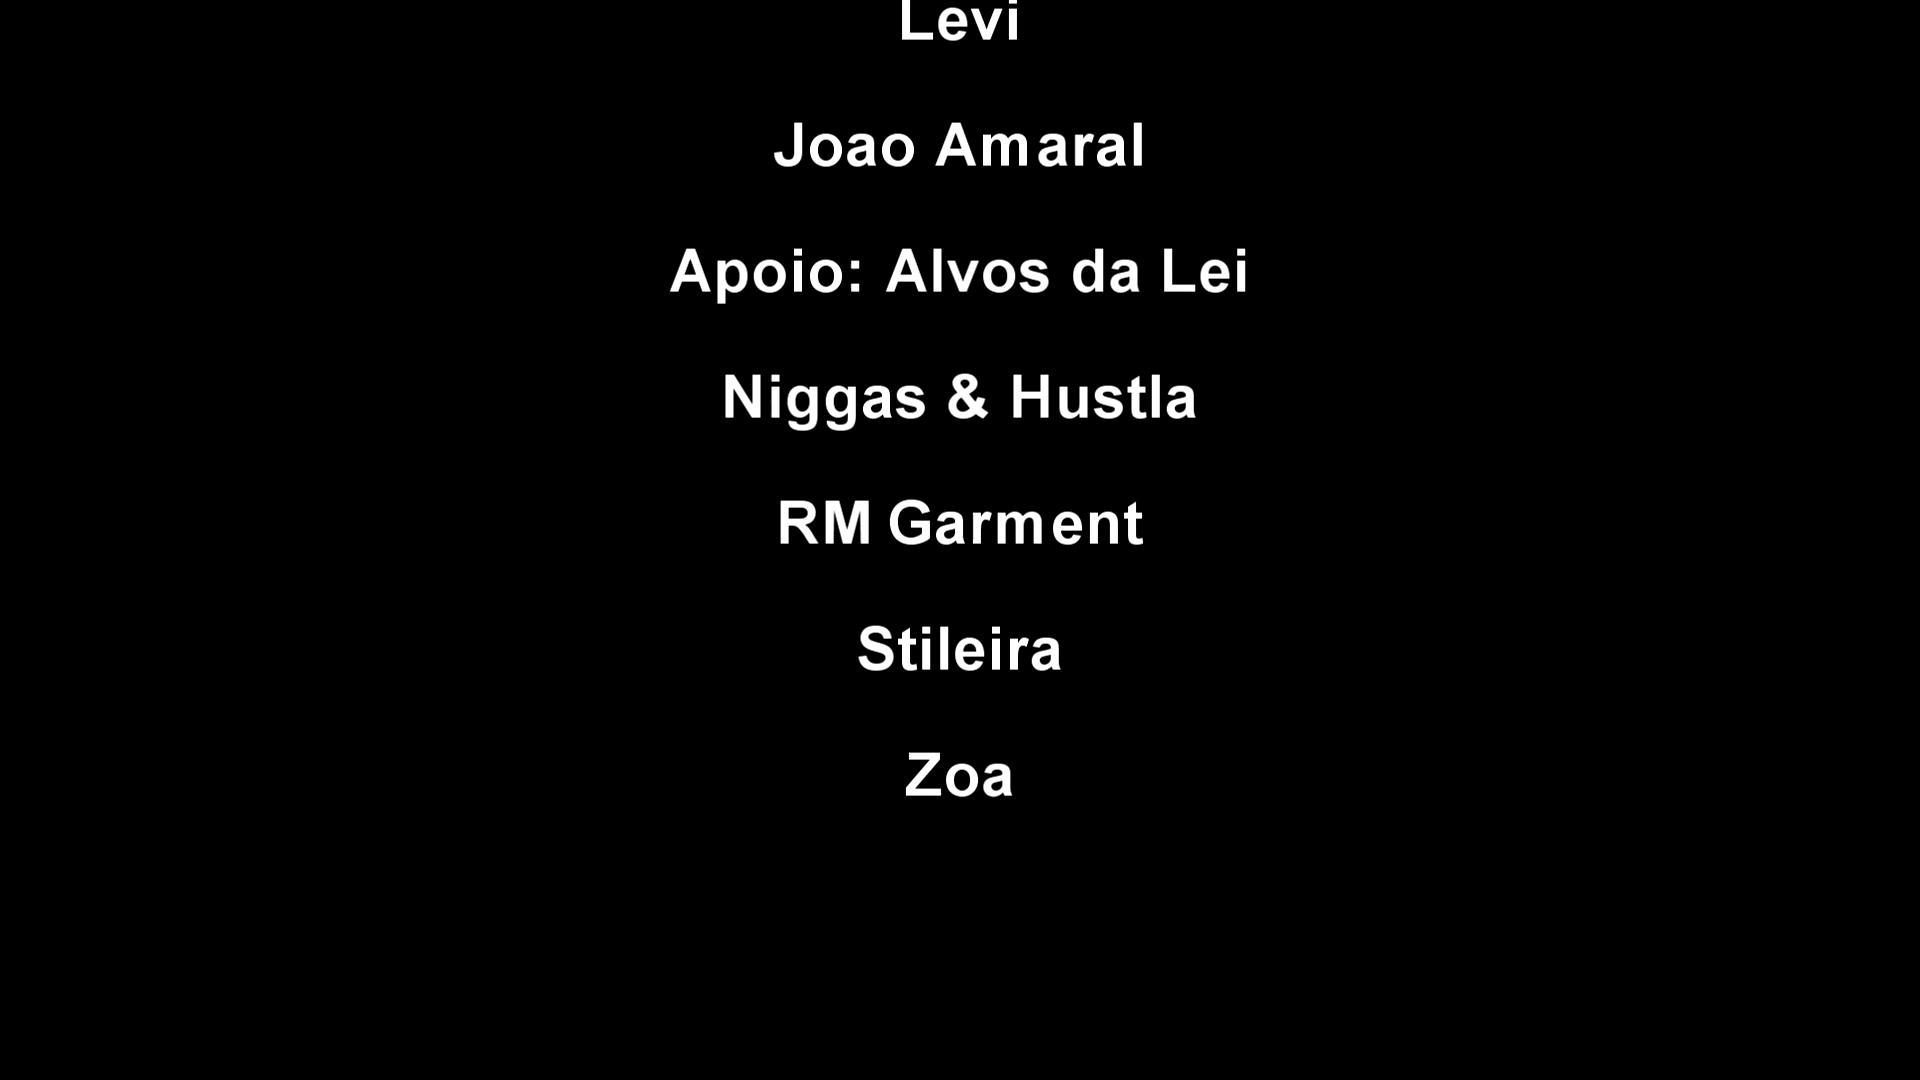 Levi
Joao Amaral
Apoio: Alvos da Lei
Niggas & Hustla
RM Garment
Stileira
Zoa